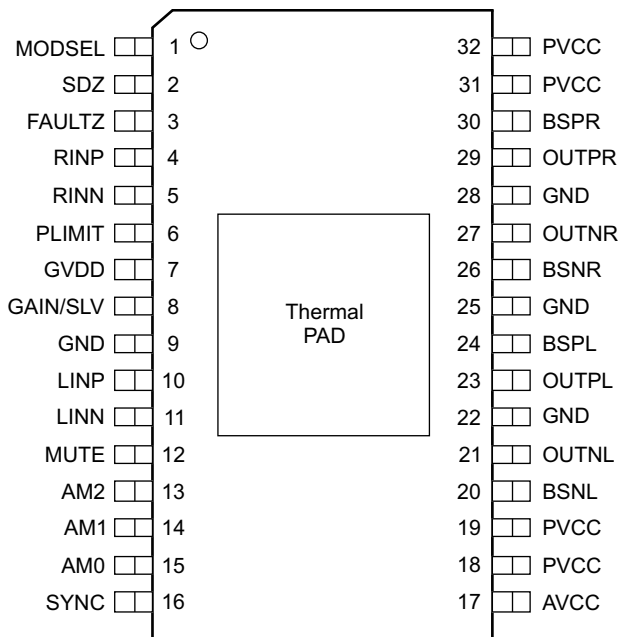 MODSEL 1 32 PVCC
SDZ 2 31 PVCC
FAULTZ 3 30 BSPR
RINP 4 29 OUTPR
RINN 5 28 GND
PLIMIT 6 27 OUTNR
GVDD 7 26 BSNR
GAIN/SLV 8 25 GND
Thermal
PAD
GND 9 24 BSPL
LINP 10 23 OUTPL
LINN 11 22 GND
MUTE 12 21 OUTNL
AM2 13 20 BSNL
AM1 14 19 PVCC
AM0 15 18 PVCC
SYNC 16 17 AVCC